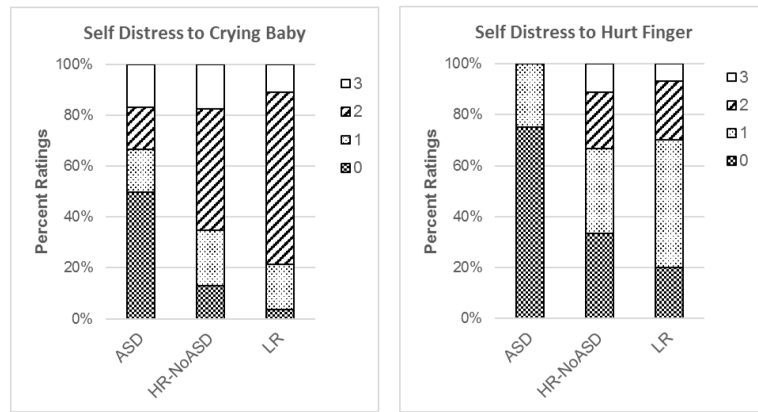 Self Distress to Crying Baby
100%
80%
60%
40%
20%
0%
Percent Ratings
ASD
HR-NoASD
LR
3
2
1
0
Self Distress to Hurt Finger
100%
80%
60%
40%
20%
0%
Percent Ratings
ASD
HR-NoASD
LR
3
2
1
0